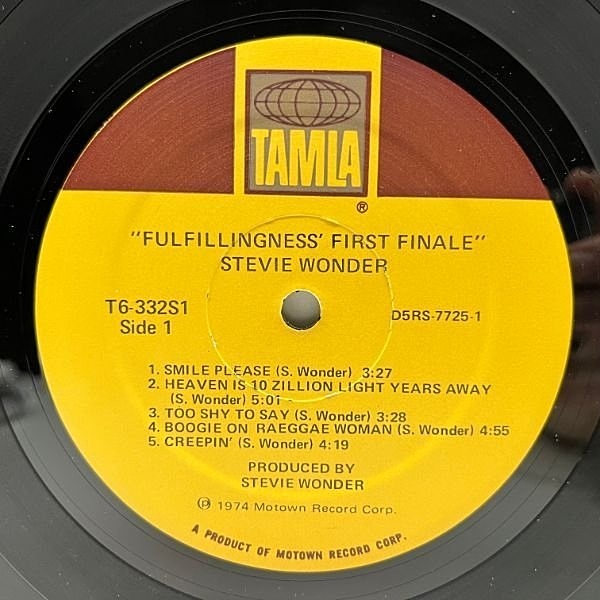 TAMLA
®
"FULFILLINGNESS' FIRST FINALE"
STEVIE WONDER
T6-332S1
Side 1
D5RS-7725-1
1. SMILE PLEASE (S. Wonder) 3:27
2. HEAVEN IS 10 ZILLION LIGHT YEARS AWAY
(S. Wonder) 5:01
3. TOO SHY TO SAY (S. Wonder) 3:28
4. BOOGIE ON RAEGGAE WOMAN (S. Wonder) 4:55
5. CREEPIN' (S. Wonder) 4:19
PRODUCED BY
STEVIE WONDER
℗ 1974 Motown Record Corp.
A PRODUCT OF MOTOWN RECORD CORP.